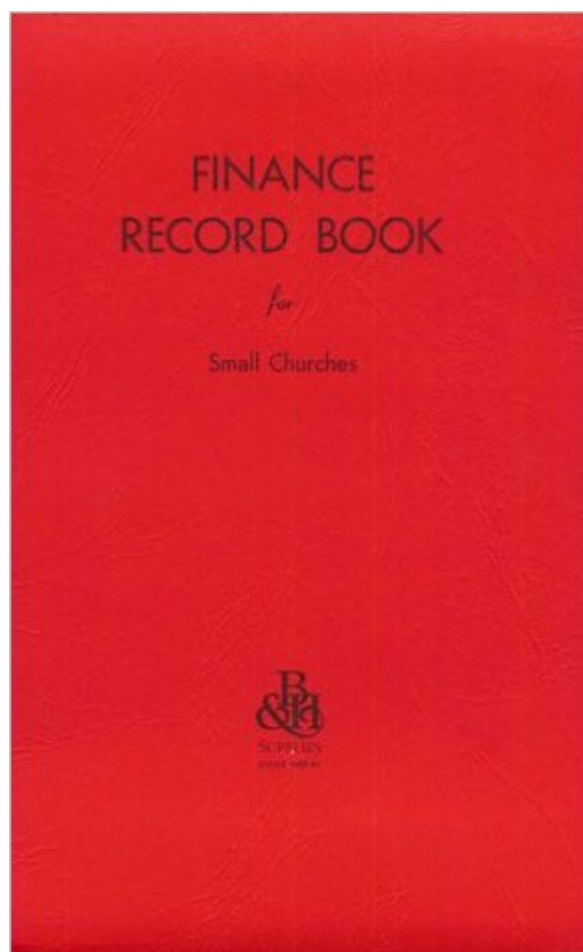 FINANCE
RECORD BOOK
for
Small Churches
B
&H
SUPPLIES